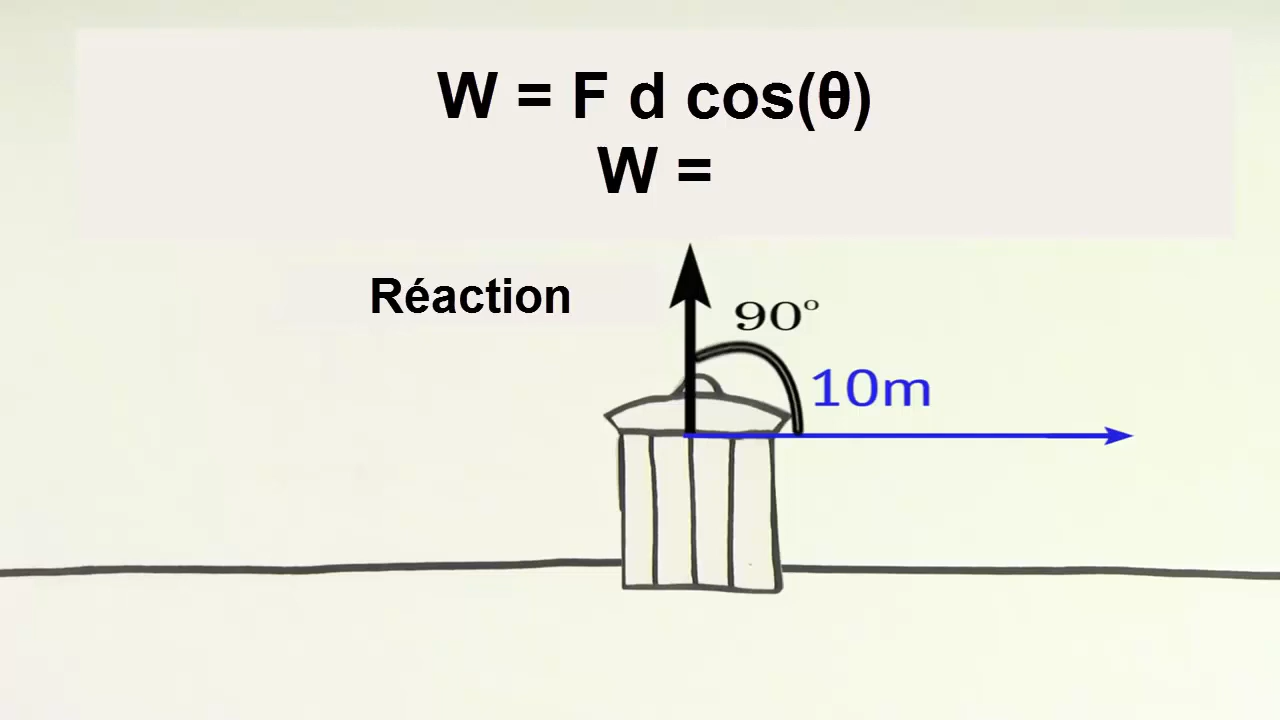 W = F d cos(θ)
W =
Réaction
90°
10m